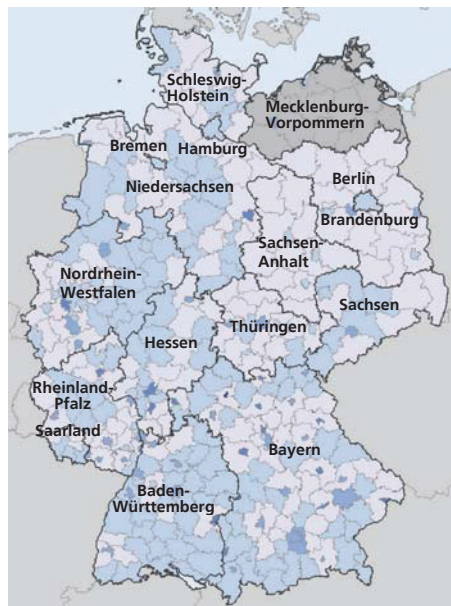 Schleswig-
Holstein
Mecklenburg-
Vorpommern
Bremen
Hamburg
Niedersachsen
Berlin
Brandenburg
Sachsen-
Anhalt
Nordrhein-
Westfalen
Sachsen
Thüringen
Hessen
Rheinland-
Pfalz
Saarland
Bayern
Baden-
Württemberg